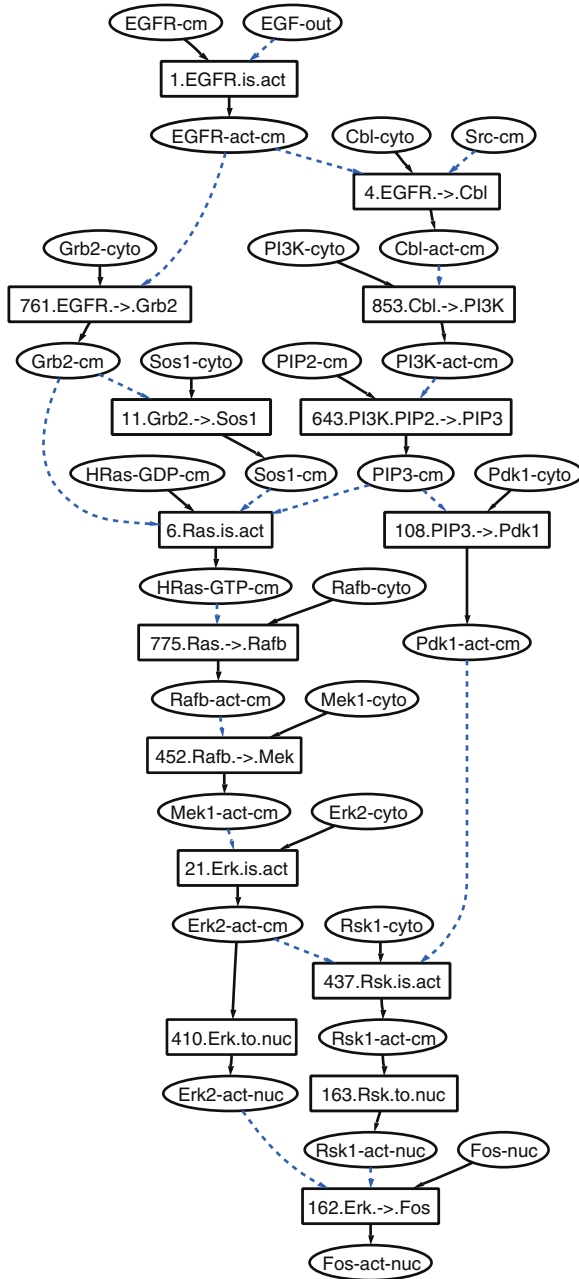 EGFR-cm
EGF-out
1.EGFR.is.act
EGFR-act-cm
Cbl-cyto
Src-cm
4.EGFR.->.Cbl
Grb2-cyto
PI3K-cyto
Cbl-act-cm
761.EGFR.->.Grb2
853.Cbl.->.PI3K
Grb2-cm
Sos1-cyto
PIP2-cm
PI3K-act-cm
11.Grb2.->.Sos1
643.PI3K.PIP2.->.PIP3
HRas-GDP-cm
Sos1-cm
PIP3-cm
Pdk1-cyto
6.Ras.is.act
108.PIP3.->.Pdk1
HRas-GTP-cm
Rafb-cyto
775.Ras.->.Rafb
Pdk1-act-cm
Rafb-act-cm
Mek1-cyto
452.Rafb.->.Mek
Mek1-act-cm
Erk2-cyto
21.Erk.is.act
Erk2-act-cm
Rsk1-cyto
437.Rsk.is.act
410.Erk.to.nuc
Rsk1-act-cm
Erk2-act-nuc
163.Rsk.to.nuc
Rsk1-act-nuc
Fos-nuc
162.Erk.->.Fos
Fos-act-nuc